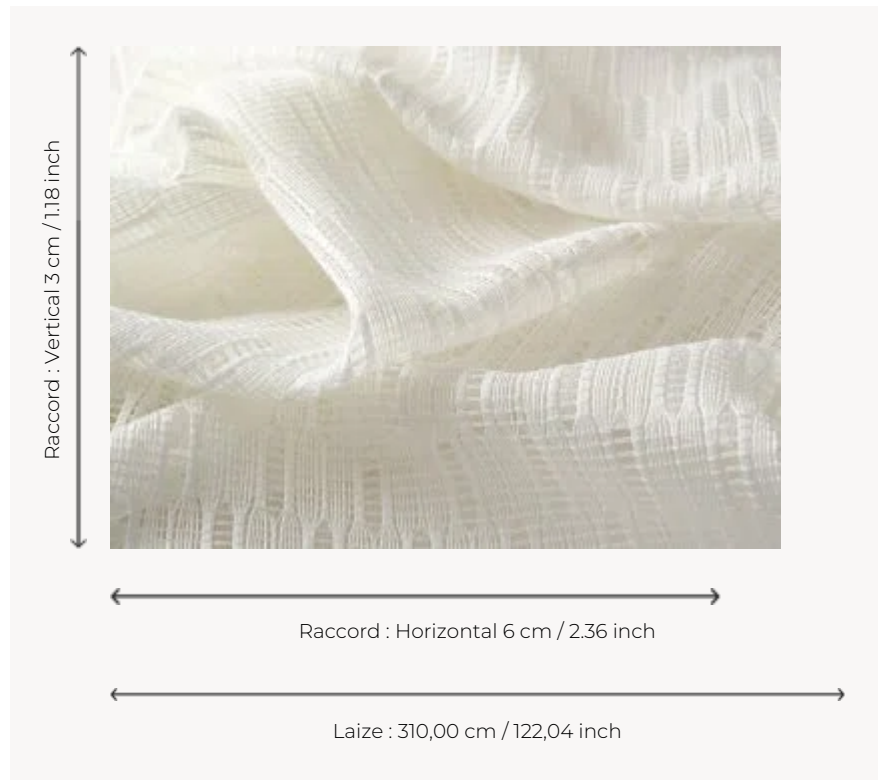 Raccord : Vertical 3 cm / 1.18 inch
Raccord : Horizontal 6 cm / 2.36 inch
Laize : 310,00 cm / 122,04 inch